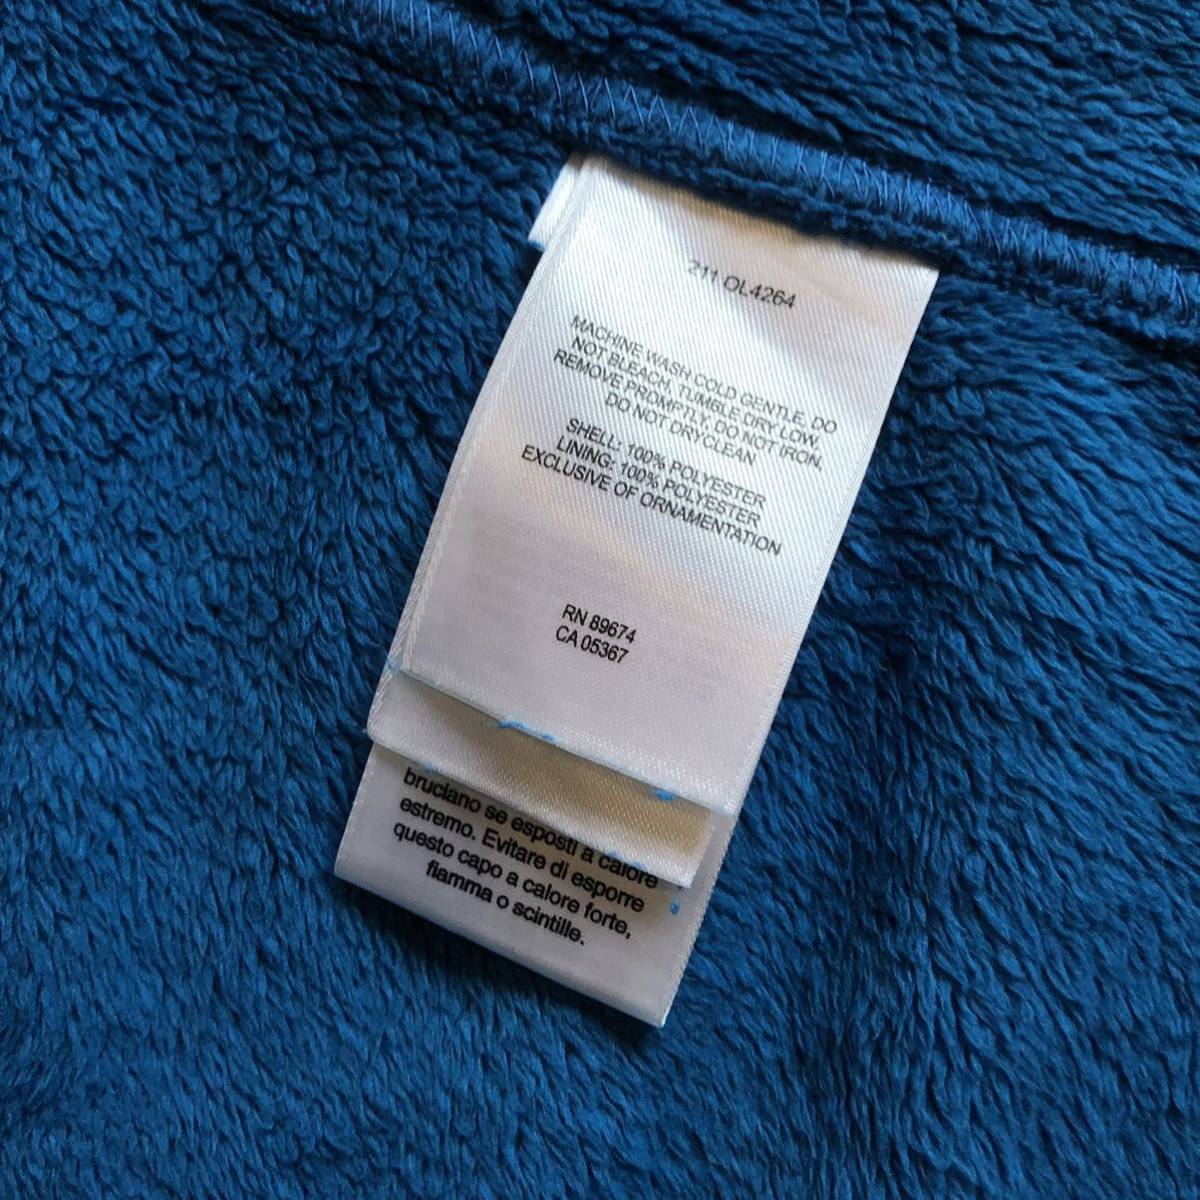 211 OL4264
MACHINE WASH COLD GENTLE, DO
NOT BLEACH, TUMBLE DRY LOW,
REMOVE PROMPTLY, DO NOT IRON,
DO NOT DRYCLEAN
SHELL: 100% POLYESTER
LINING: 100% POLYESTER
EXCLUSIVE OF ORNAMENTATION
RN 89674
CA 05367
bruciano se esposti a calore
estremo. Evitare di esporre
questo capo a calore forte,
fiamma o scintille.